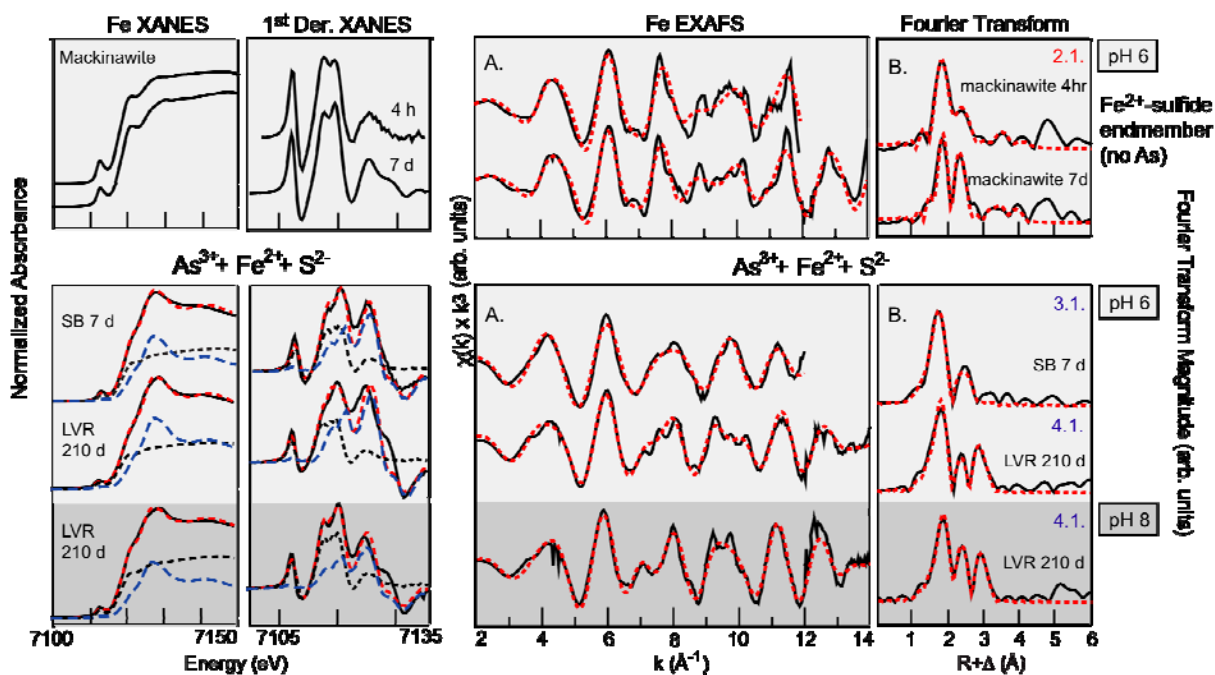 Fe XANES
1st Der. XANES
Fe EXAFS
Fourier Transform
Mackinawite
4 h
7 d
A.
B.
2.1.
mackinawite 4hr
mackinawite 7d
pH 6
Fe2+-sulfide
endmember
(no As)
Normalized Absorbance
χ(k) x k3 (arb. units)
Fourier Transform Magnitude (arb. units)
As3++ Fe2++ S2-
As3++ Fe2++ S2-
SB 7 d
LVR
210 d
LVR
210 d
A.
B.
3.1.
SB 7 d
4.1.
LVR 210 d
4.1.
LVR 210 d
pH 6
pH 8
7100
7150
7105
7135
2
4
6
8
10
12
14
1
2
3
4
5
6
Energy (eV)
k (Å-1)
R+Δ (Å)